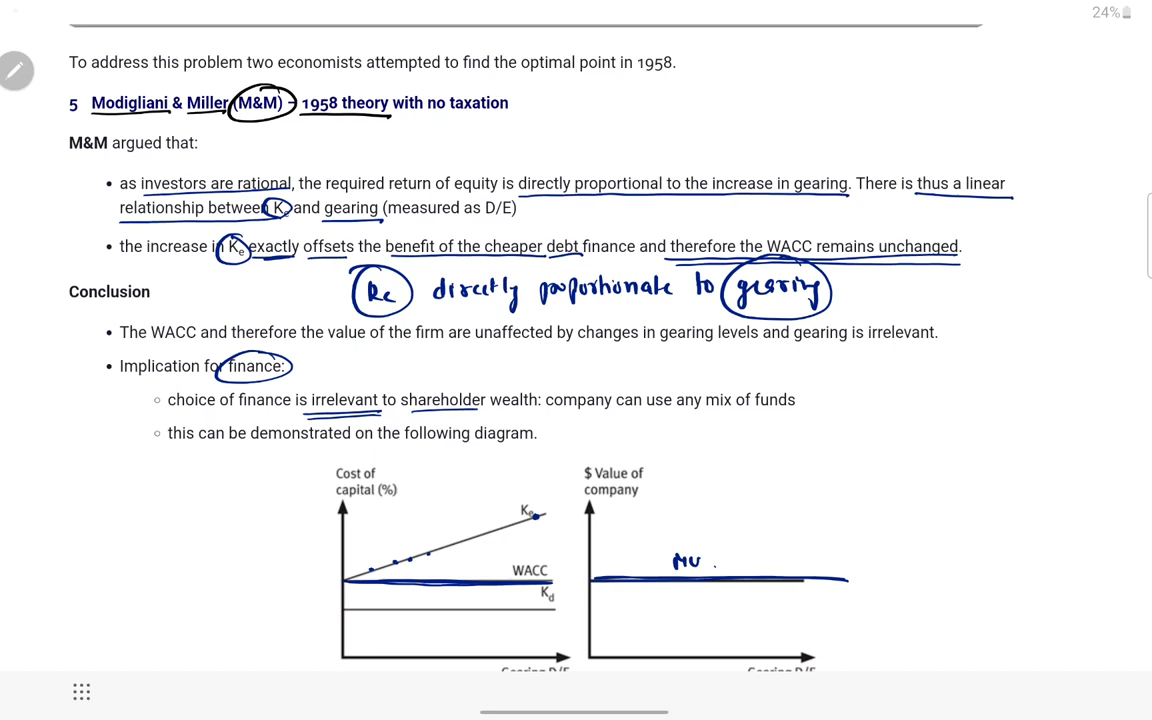 24%
To address this problem two economists attempted to find the optimal point in 1958.
5 Modigliani & Miller (M&M) - 1958 theory with no taxation
M&M argued that:
• as investors are rational, the required return of equity is directly proportional to the increase in gearing. There is thus a linear
relationship between Ke and gearing (measured as D/E)
• the increase in Ke exactly offsets the benefit of the cheaper debt finance and therefore the WACC remains unchanged.
Ke directly proportionate to gearing
Conclusion
• The WACC and therefore the value of the firm are unaffected by changes in gearing levels and gearing is irrelevant.
• Implication for finance:
○ choice of finance is irrelevant to shareholder wealth: company can use any mix of funds
○ this can be demonstrated on the following diagram.
Cost of
capital (%)
$ Value of
company
Ke
MV
WACC
Kd
Gearing D/E
Gearing D/E